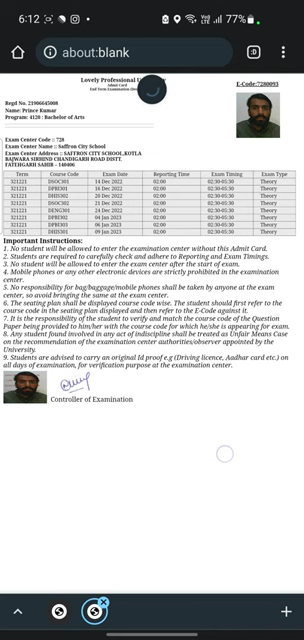 6:12
77%
about:blank
:D
Lovely Professional
Admit Card
E-Code:7280093
Regd No. 21906645008
Name: Prince Kumar
Program: 4120 : Bachelor of Arts
Exam Center Code :: 728
Exam Center Name :: Saffron City School
Exam Center Address :: SAFFRON CITY SCHOOL,KOTLA
BAJWARA SIRHIND CHANDIGARH ROAD DISTT.
FATEHGARH SAHIB - 140406
Term Course Code Exam Date Reporting Time Exam Timing Exam Type
321221 DSOC501 14 Dec 2022 02:00 02:30-05:30 Theory
321221 16 Dec 2022 02:00 02:30-05:30 Theory
321221 20 Dec 2022 02:00 02:30-05:30 Theory
321221 21 Dec 2022 02:00 02:30-05:30 Theory
321221 24 Dec 2022 02:00 02:30-05:30 Theory
321221 04 Jan 2023 02:00 02:30-05:30 Theory
321221 06 Jan 2023 02:00 02:30-05:30 Theory
321221 09 Jan 2023 02:00 02:30-05:30 Theory
Important Instructions:
1. No student will be allowed to enter the examination center without this Admit Card.
2. Students are required to carefully check and adhere to Reporting and Exam Timings.
3. No student will be allowed to enter the exam center after the start of exam.
4. Mobile phones or any other electronic devices are strictly prohibited in the examination
center.
5. No responsibility for bag/baggage/mobile phones shall be taken by anyone at the exam
center, so avoid bringing the same at the exam center.
6. The seating plan shall be displayed course code wise. The student should first refer to the
course code in the seating plan displayed and then refer to the E-Code against it.
7. It is the responsibility of the student to verify and match the course code of the Question
Paper being provided to him/her with the course code for which he/she is appearing for exam.
8. Any student found involved in any act of indiscipline shall be treated as Unfair Means Case
on the recommendation of the examination center authorities/observer appointed by the
University.
9. Students are advised to carry an original Id proof e.g (Driving licence, Aadhar card etc.) on
all days of examination, for verification purpose at the examination center.
Controller of Examination